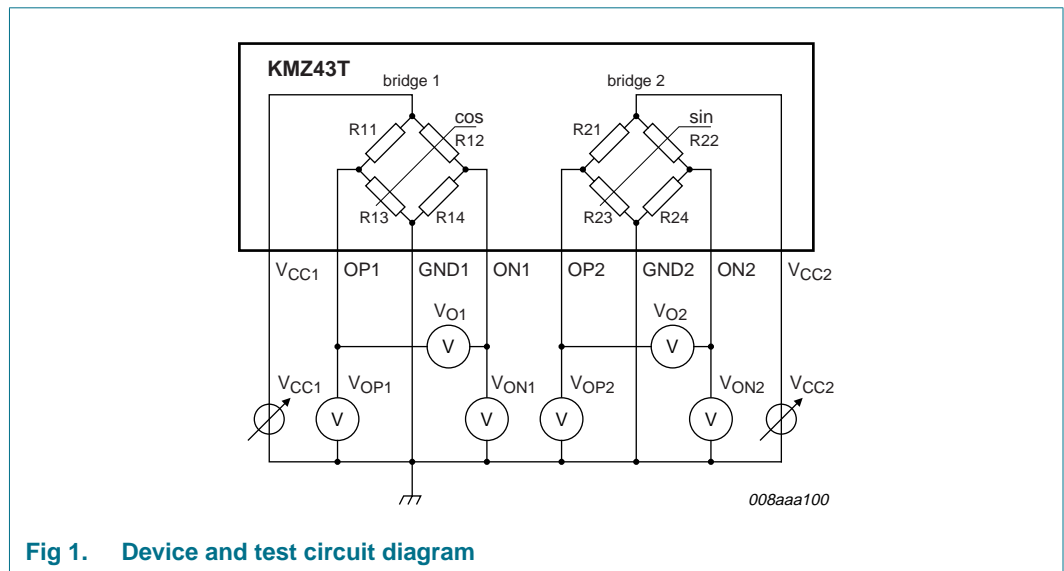 KMZ43T
bridge 1
bridge 2
cos
sin
R11
R12
R21
R22
R13
R14
R23
R24
VCC1
OP1
GND1
ON1
OP2
GND2
ON2
VCC2
VO1
VO2
V
V
VCC1
VOP1
VON1
VOP2
VON2
VCC2
V
V
V
V
008aaa100
Fig 1. Device and test circuit diagram